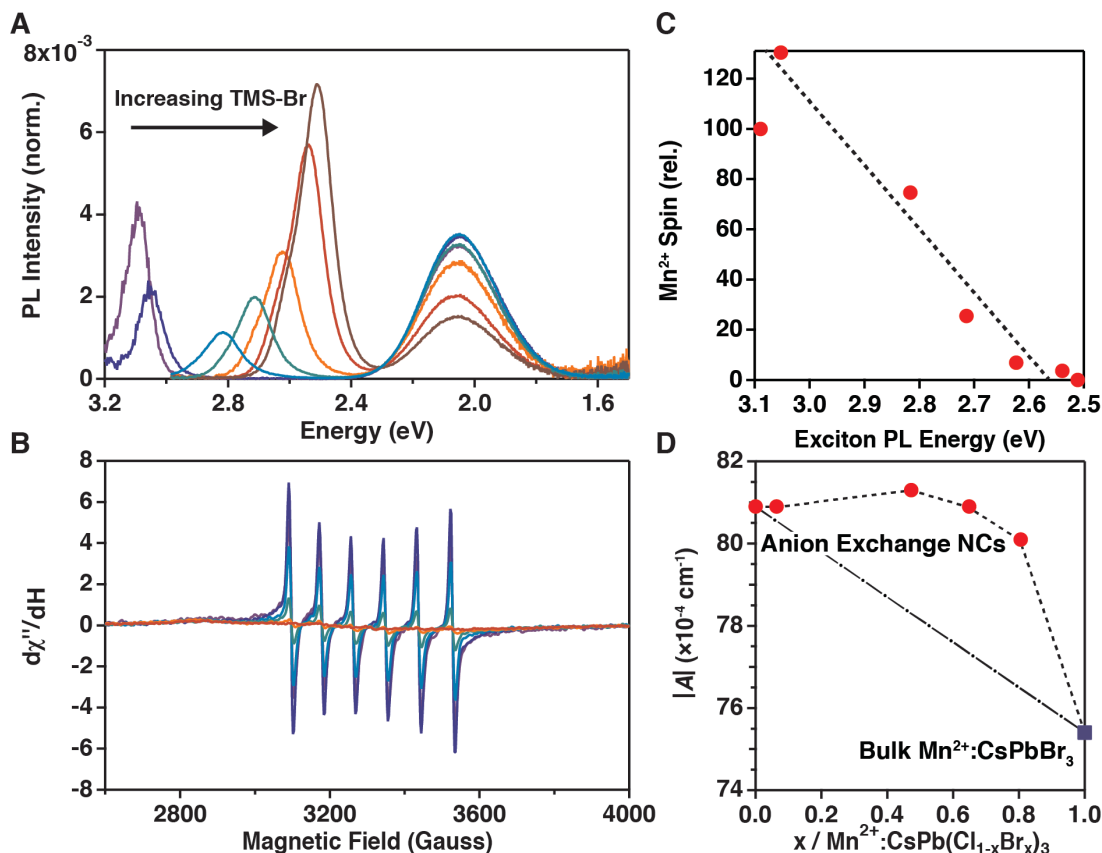 A
8x10⁻³
6
4
2
0
PL Intensity (norm.)
Increasing TMS-Br
3.2 2.8 2.4 2.0 1.6
Energy (eV)
B
8
6
4
2
0
-2
-4
-6
-8
dχ''/dH
2800 3200 3600 4000
Magnetic Field (Gauss)
C
120
100
80
60
40
20
0
Mn²⁺ Spin (rel.)
3.1 3.0 2.9 2.8 2.7 2.6 2.5
Exciton PL Energy (eV)
D
82
80
78
76
74
|A| (×10⁻⁴ cm⁻¹)
Anion Exchange NCs
Bulk Mn²⁺:CsPbBr₃
0.0 0.2 0.4 0.6 0.8 1.0
x / Mn²⁺:CsPb(Cl₁₋ₓBrₓ)₃